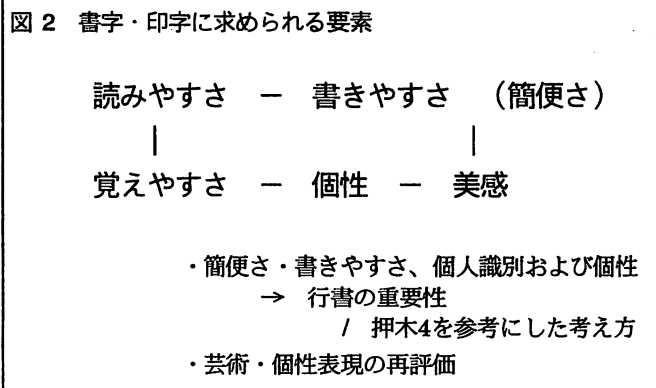 図 2 書字・印字に求められる要素
読みやすさ － 書きやすさ （簡便さ）
｜ ｜
覚えやすさ － 個性 － 美感
・簡便さ・書きやすさ、個人識別および個性
→ 行書の重要性
/ 押木4を参考にした考え方
・芸術・個性表現の再評価